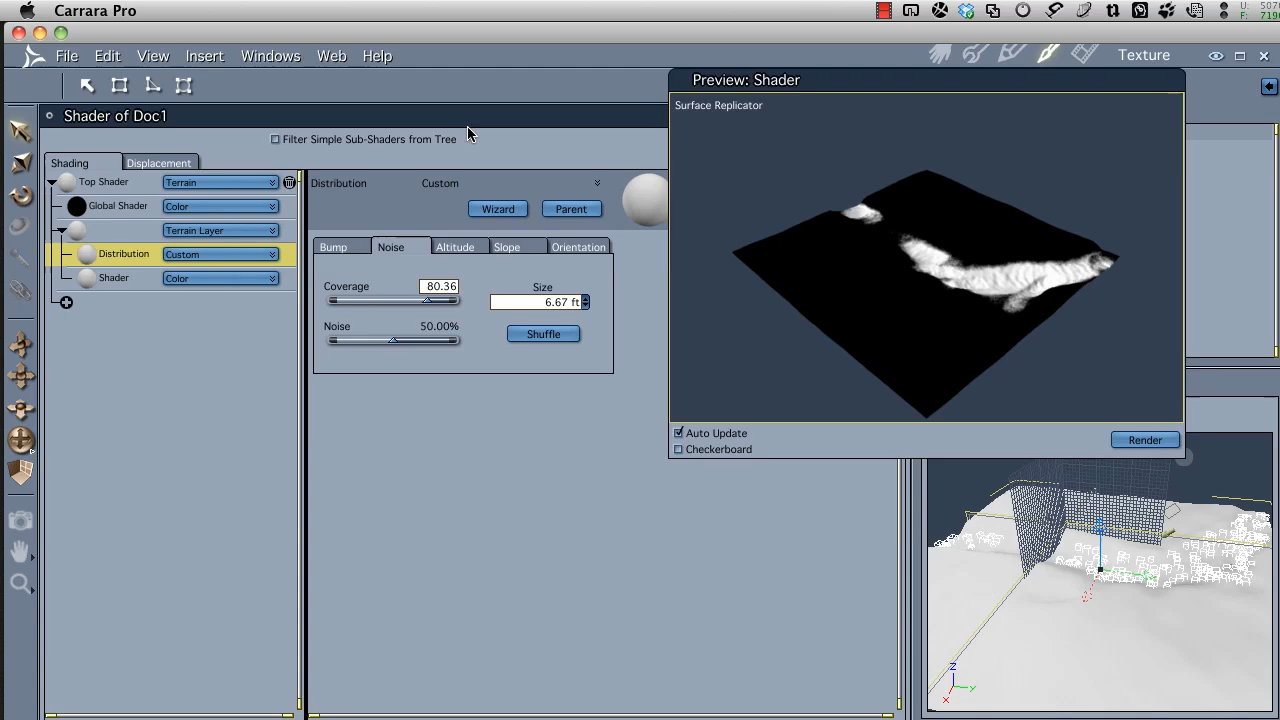 Carrara Pro
File Edit View Insert Windows Web Help
Texture
Preview: Shader
Surface Replicator
Shader of Doc1
Filter Simple Sub-Shaders from Tree
Shading Displacement
Top Shader Terrain
Global Shader Color
Terrain Layer
Distribution Custom
Shader Color
Distribution Custom
Wizard Parent
Bump Noise Altitude Slope Orientation
Coverage 80.36
Size
6.67 ft
Noise 50.00%
Shuffle
Auto Update
Checkerboard
Render
Z
Y
X